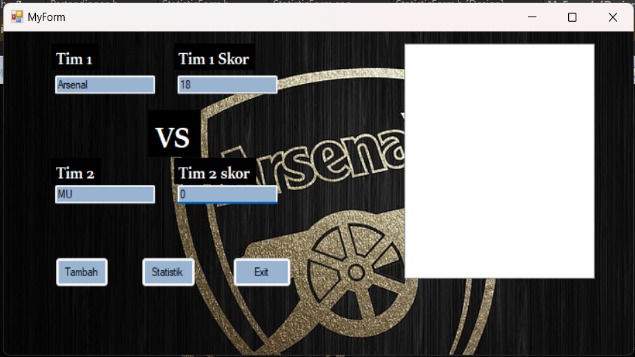 MyForm
Tim 1
Tim 1 Skor
Arsenal
18
VS
Arsena
Tim 2
Tim 2 skor
MU
0
Tambah
Statistik
Exit